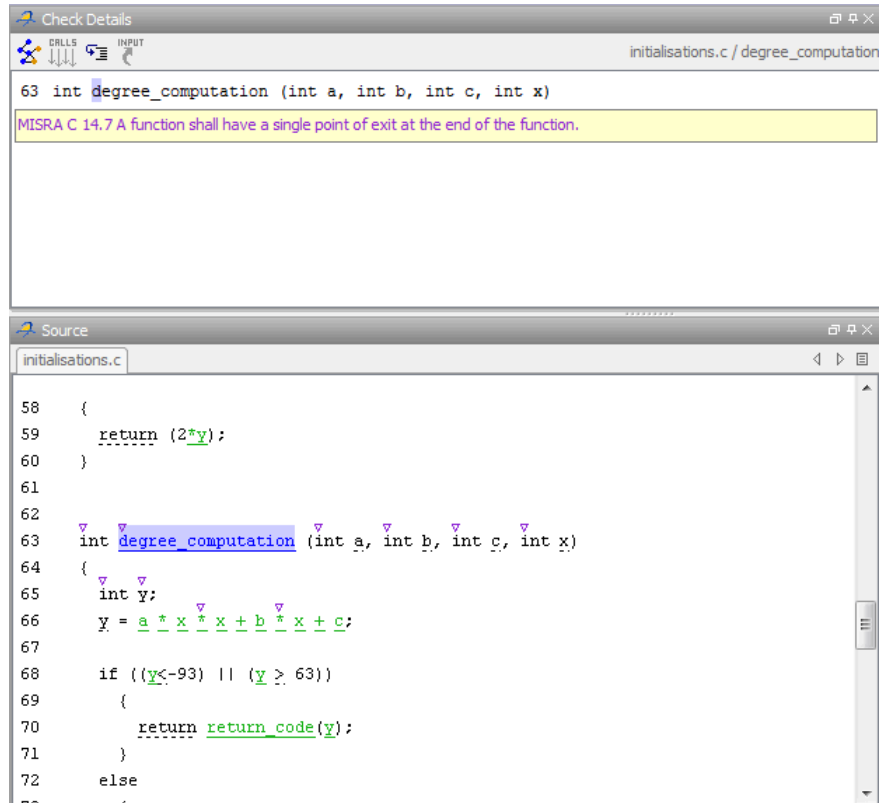 Check Details
CALLS INPUT initialisations.c / degree_computation
63 int degree_computation (int a, int b, int c, int x)
MISRA C 14.7 A function shall have a single point of exit at the end of the function.
Source
initialisations.c
58 {
59 return (2*y);
60 }
61
62
63 int degree_computation (int a, int b, int c, int x)
64 {
65 int y;
66 y = a * x * x + b * x + c;
67
68 if ((y<-93) || (y > 63))
69 {
70 return return_code(y);
71 }
72 else